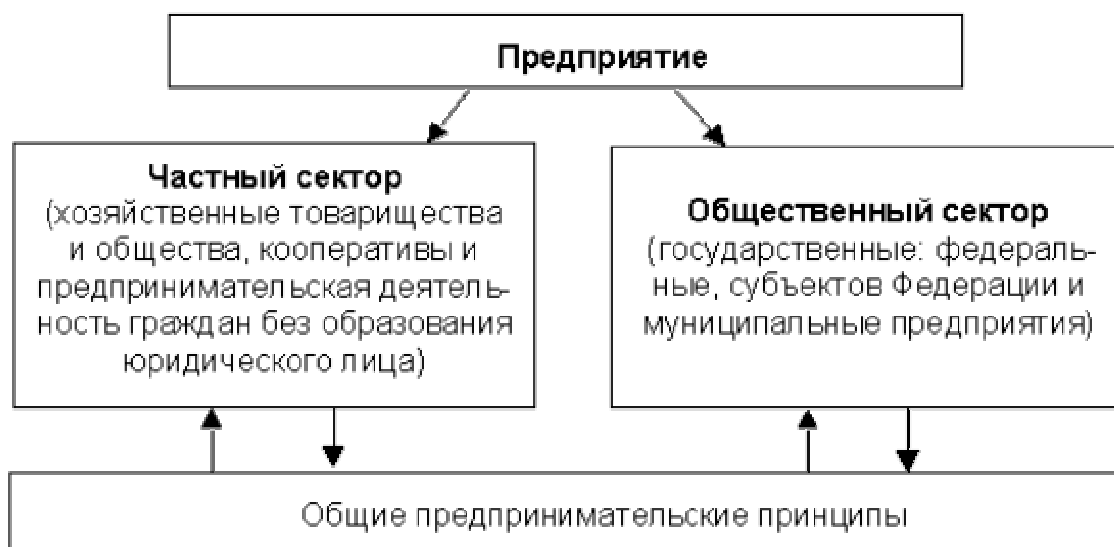 Предприятие
Частный сектор
(хозяйственные товарищества
и общества, кооперативы и
предпринимательская деятель-
ность граждан без образования
юридического лица)
Общественный сектор
(государственные: федераль-
ные, субъектов Федерации и
муниципальные предприятия)
Общие предпринимательские принципы